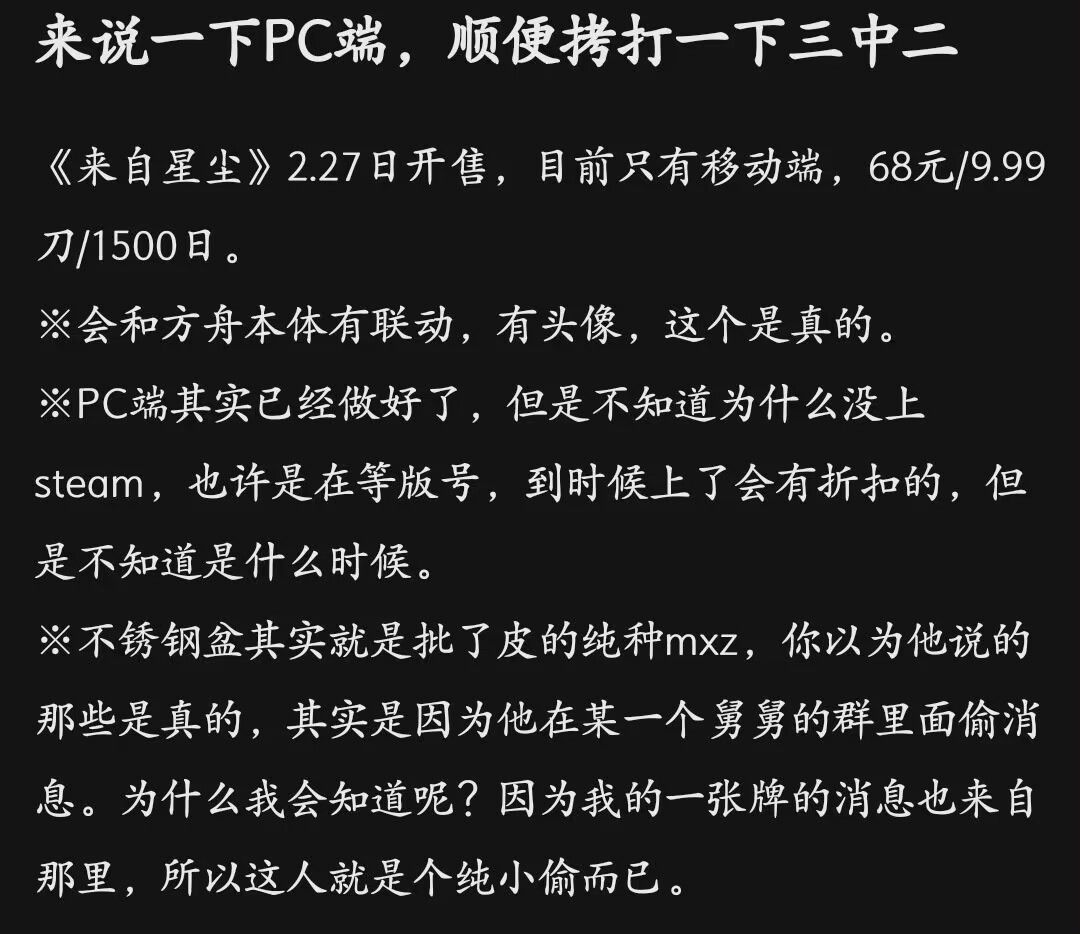 来说一下PC端，顺便拷打一下三中二
《来自星尘》2.27日开售，目前只有移动端，68元/9.99
刀/1500日。
※会和方舟本体有联动，有头像，这个是真的。
※PC端其实已经做好了，但是不知道为什么没上
steam，也许是在等版号，到时候上了会有折扣的，但
是不知道是什么时候。
※不锈钢盆其实就是批了皮的纯种mxz，你以为他说的
那些是真的，其实是因为他在某一个舅舅的群里面偷消
息。为什么我会知道呢？因为我的一张牌的消息也来自
那里，所以这人就是个纯小偷而已。